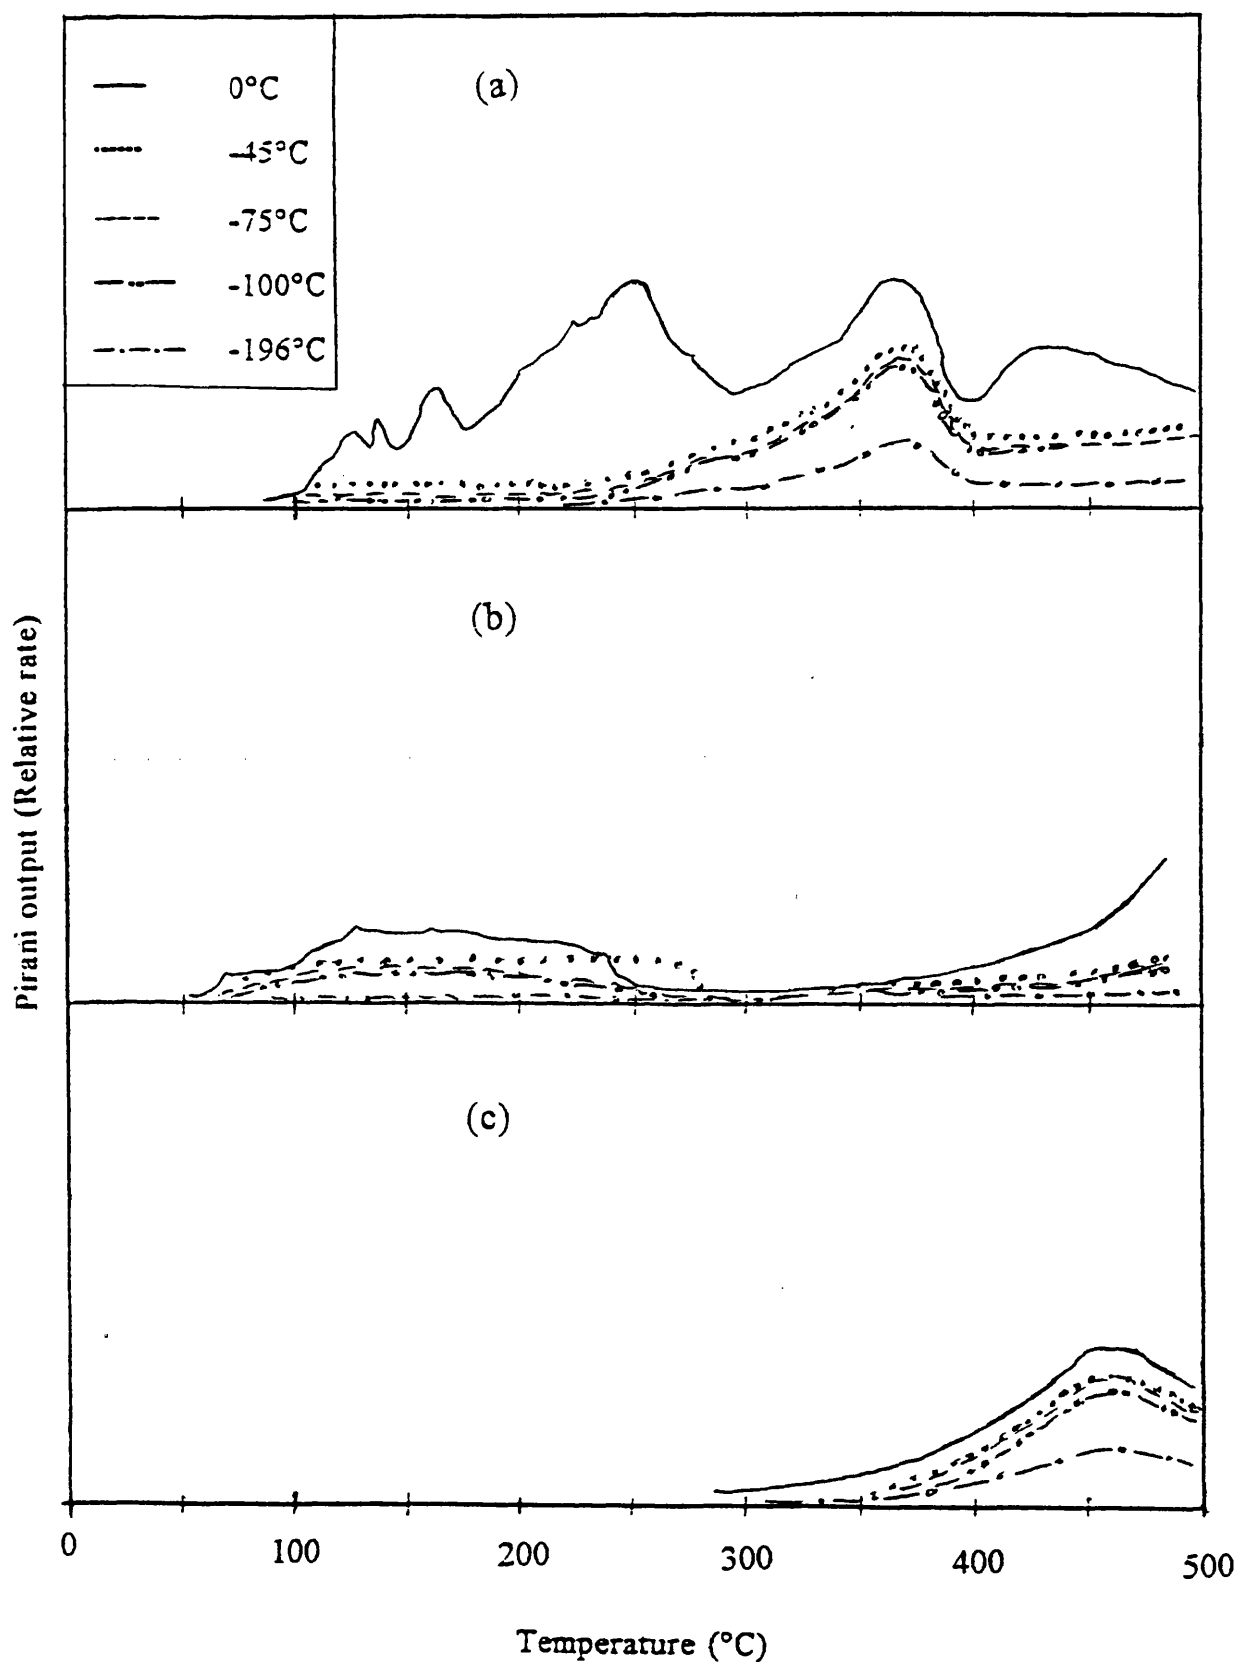 (a)
0°C
-45°C
-75°C
-100°C
-196°C
(b)
Pirani output (Relative rate)
(c)
0 100 200 300 400 500
Temperature (°C)